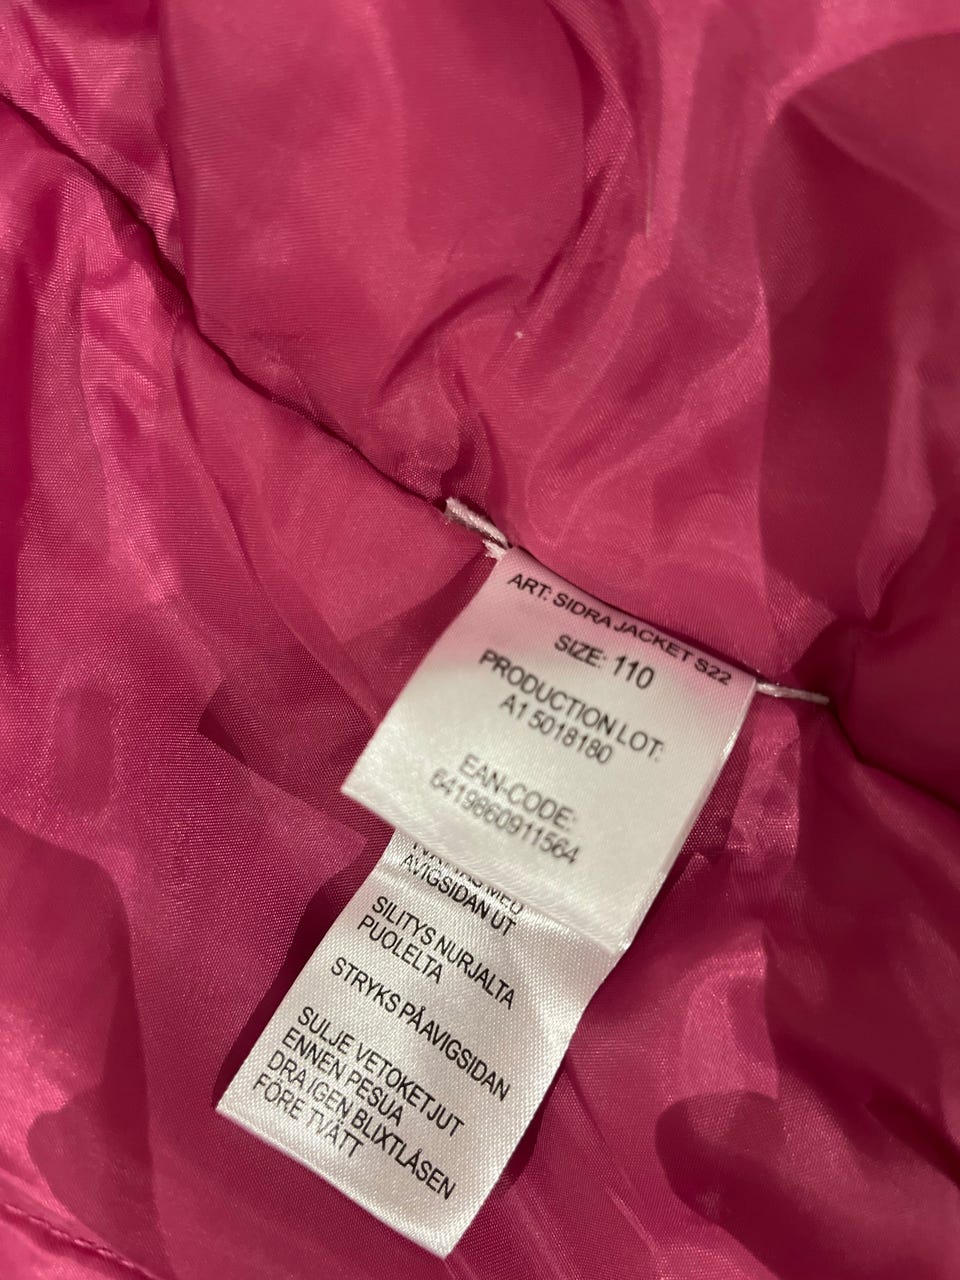 ART: SIDRA JACKET S22
SIZE: 110
PRODUCTION LOT:
A1 5018180
EAN-CODE:
6419860911564
MED
AVIGSIDAN UT
SILITYS NURJALTA
PUOLELTA
STRYKS PÅ AVIGSIDAN
SULJE VETOKETJUT
ENNEN PESUA
DRA IGEN BLIXTLÅSEN
FÖRE TVÄTT